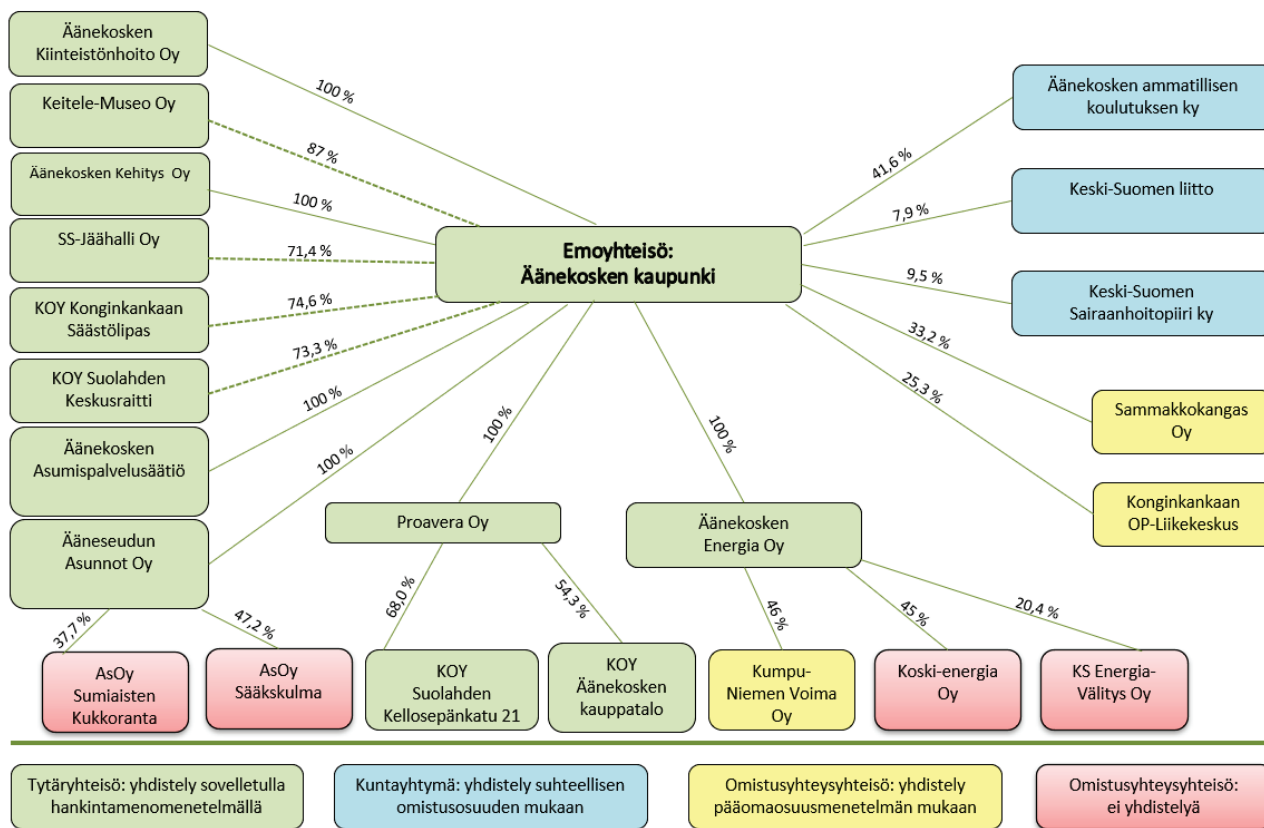 Äänekosken
Kiinteistönhoito Oy
Keitele-Museo Oy
Äänekosken Kehitys Oy
SS-Jäähalli Oy
KOY Konginkankaan
Säästölipas
KOY Suolahden
Keskusraitti
Äänekosken
Asumispalvelusäätiö
Ääneseudun
Asunnot Oy
100 %
87 %
100 %
71,4 %
74,6 %
73,3 %
100 %
100 %
100 %
100 %
Emoyhteisö:
Äänekosken kaupunki
41,6 %
7,9 %
9,5 %
33,2 %
25,3 %
Äänekosken ammatillisen
koulutuksen ky
Keski-Suomen liitto
Keski-Suomen
Sairaanhoitopiiri ky
Sammakkokangas
Oy
Konginkankaan
OP-Liikekeskus
Proavera Oy
Äänekosken
Energia Oy
37,7 %
47,2 %
68,0 %
54,3 %
46 %
45 %
20,4 %
AsOy
Sumiaisten
Kukkoranta
AsOy
Sääkskulma
KOY
Suolahden
Kellosepänkatu 21
KOY
Äänekosken
kauppatalo
Kumpu-
Niemen Voima
Oy
Koski-energia
Oy
KS Energia-
Välitys Oy
Tytäryhteisö: yhdistely sovelletulla
hankintamenomenetelmällä
Kuntayhtymä: yhdistely suhteellisen
omistusosuuden mukaan
Omistusyhteysyhteisö: yhdistely
pääomaosuusmenetelmän mukaan
Omistusyhteysyhteisö:
ei yhdistelyä